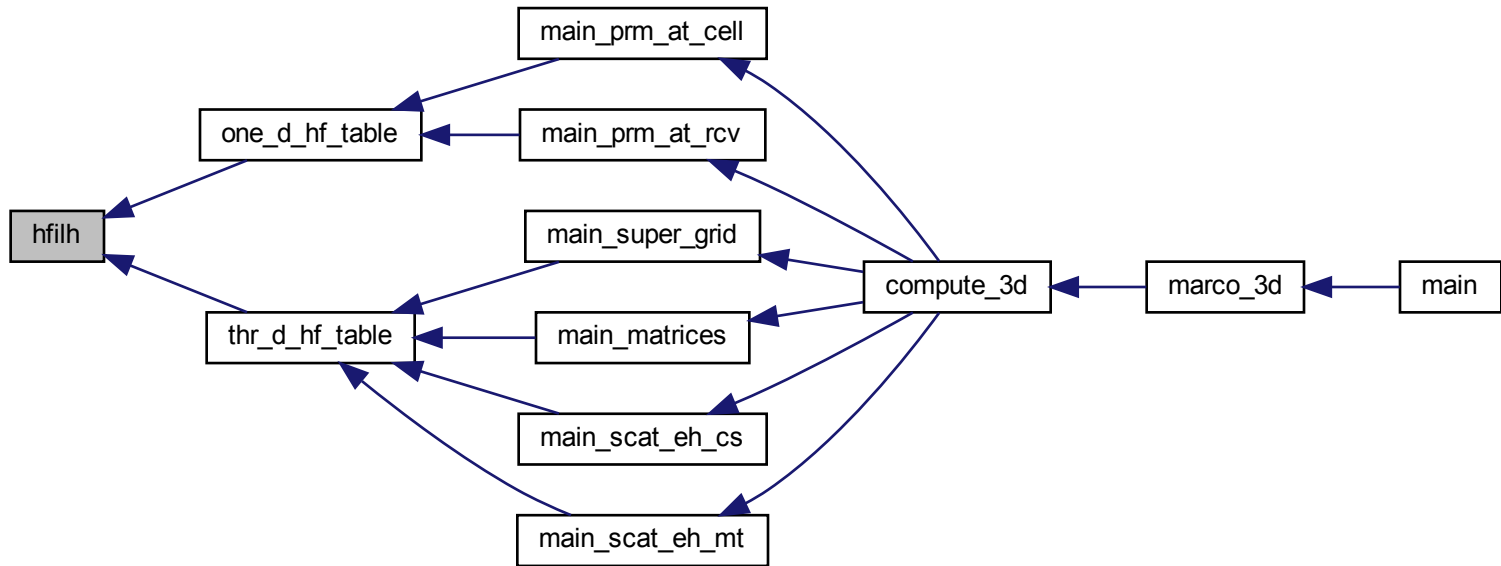 main_prm_at_cell
one_d_hf_table
main_prm_at_rcv
hfilh
main_super_grid
compute_3d
marco_3d
main
thr_d_hf_table
main_matrices
main_scat_eh_cs
main_scat_eh_mt